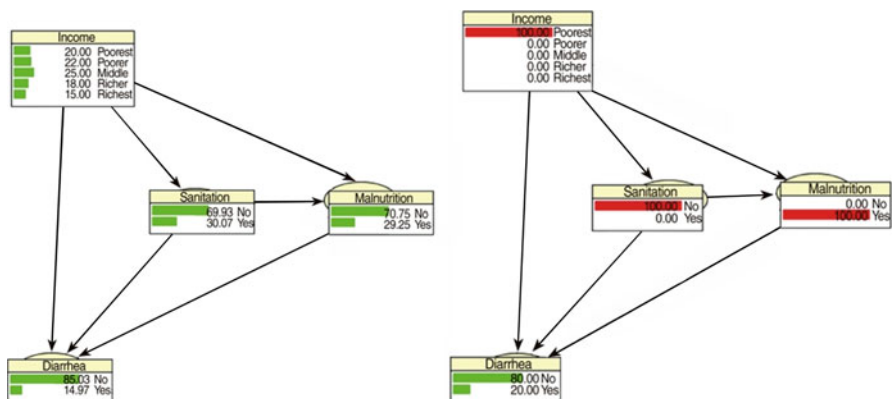 Income
20.00 Poorest
22.00 Poorer
25.00 Middle
18.00 Richer
15.00 Richest
Sanitation
69.93 No
30.07 Yes
Malnutrition
70.75 No
29.25 Yes
Diarrhea
85.03 No
14.97 Yes
Income
100.00 Poorest
0.00 Poorer
0.00 Middle
0.00 Richer
0.00 Richest
Sanitation
100.00 No
0.00 Yes
Malnutrition
0.00 No
100.00 Yes
Diarrhea
80.00 No
20.00 Yes